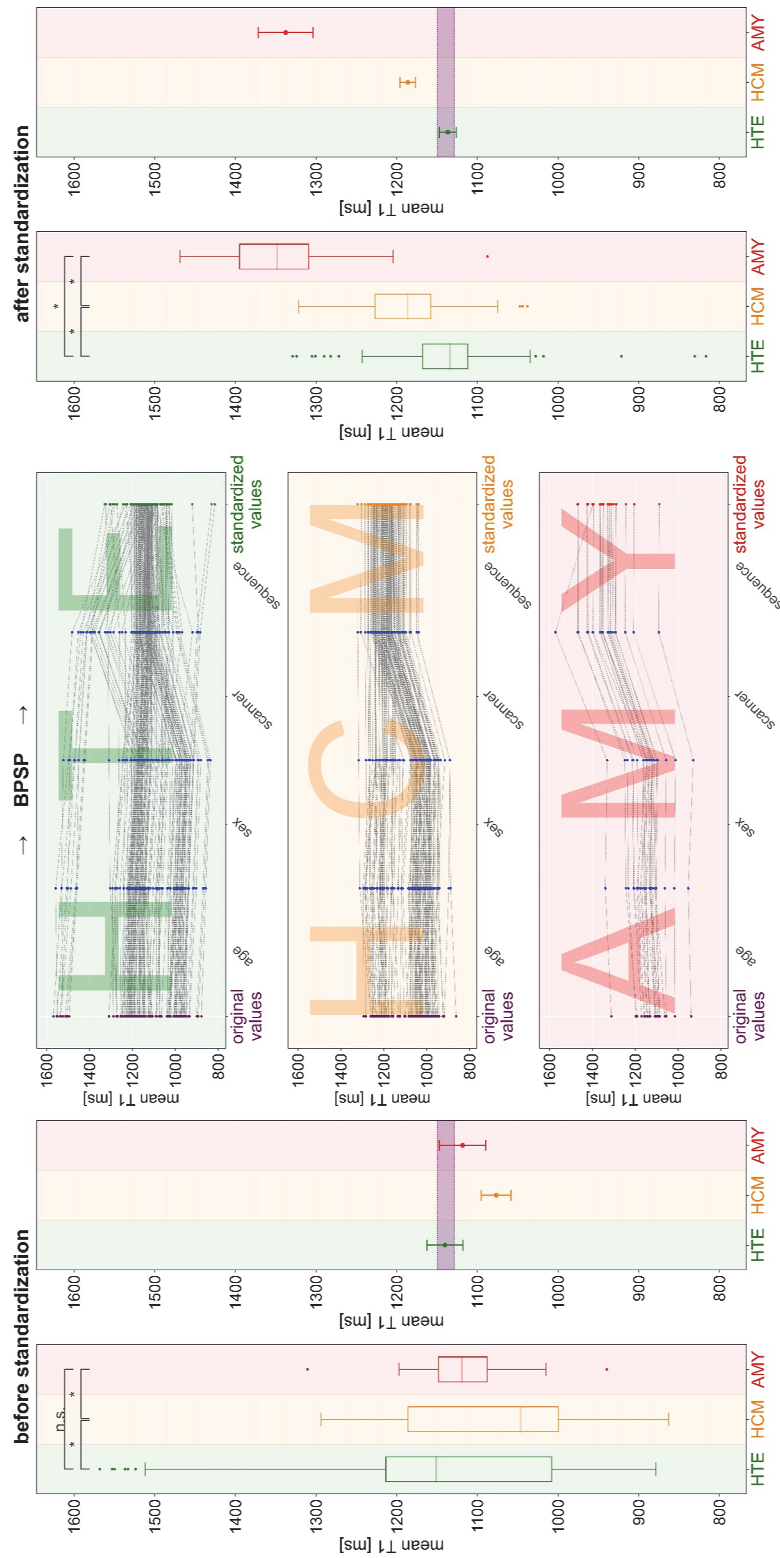 before standardization
mean T1 [ms]
1600
1500
1400
1300
1200
1100
1000
900
800
n.s.
* *
HTE HCM AMY
mean T1 [ms]
1600
1500
1400
1300
1200
1100
1000
900
800
HTE HCM AMY
→ BPSP →
mean T1 [ms]
1600
1400
1200
1000
HTE
original values
age
sex
scanner
sequence
standardized values
mean T1 [ms]
1600
1400
1200
1000
HCM
original values
age
sex
scanner
sequence
standardized values
mean T1 [ms]
1600
1400
1200
1000
800
AMY
original values
age
sex
scanner
sequence
standardized values
after standardization
mean T1 [ms]
1600
1500
1400
1300
1200
1100
1000
900
800
*
* *
HTE HCM AMY
mean T1 [ms]
1600
1500
1400
1300
1200
1100
1000
900
800
HTE HCM AMY